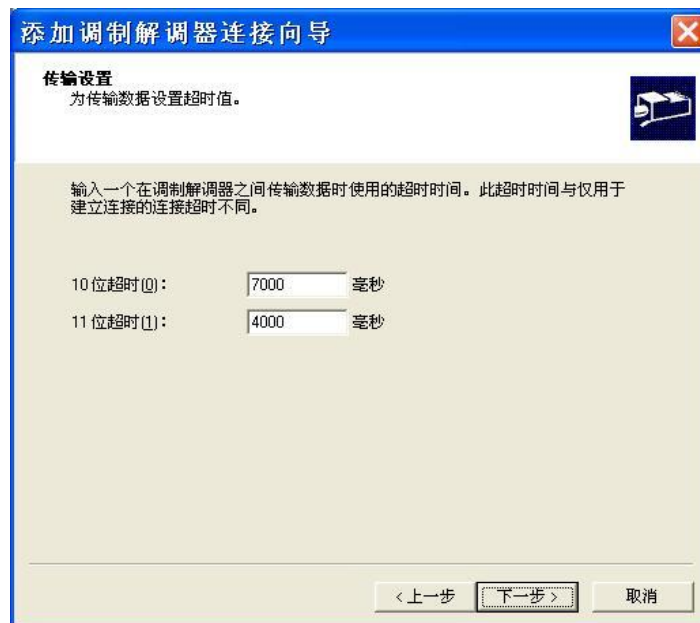 添加调制解调器连接向导
传输设置
为传输数据设置超时值。
输入一个在调制解调器之间传输数据时使用的超时时间。此超时时间与仅用于
建立连接的连接超时不同。
10位超时(0): 7000 毫秒
11位超时(1): 4000 毫秒
<上一步 下一步> 取消